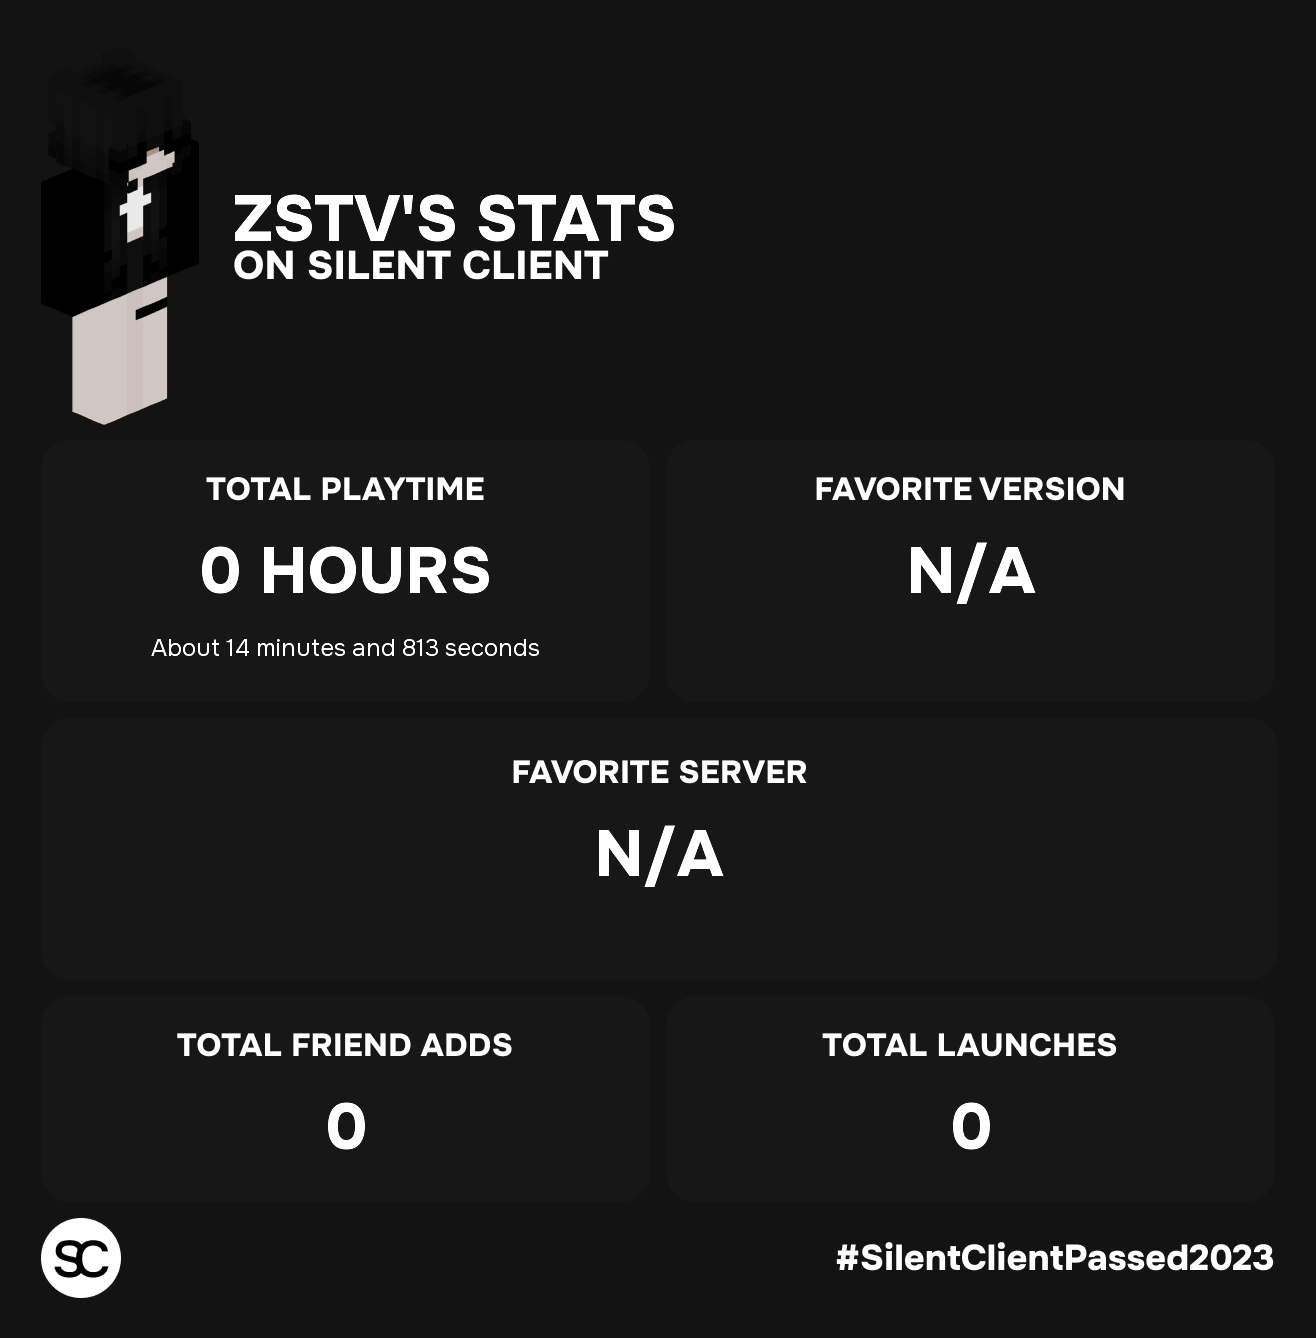 ZSTV'S STATS
ON SILENT CLIENT
TOTAL PLAYTIME
0 HOURS
About 14 minutes and 813 seconds
FAVORITE VERSION
N/A
FAVORITE SERVER
N/A
TOTAL FRIEND ADDS
0
TOTAL LAUNCHES
0
SC
#SilentClientPassed2023